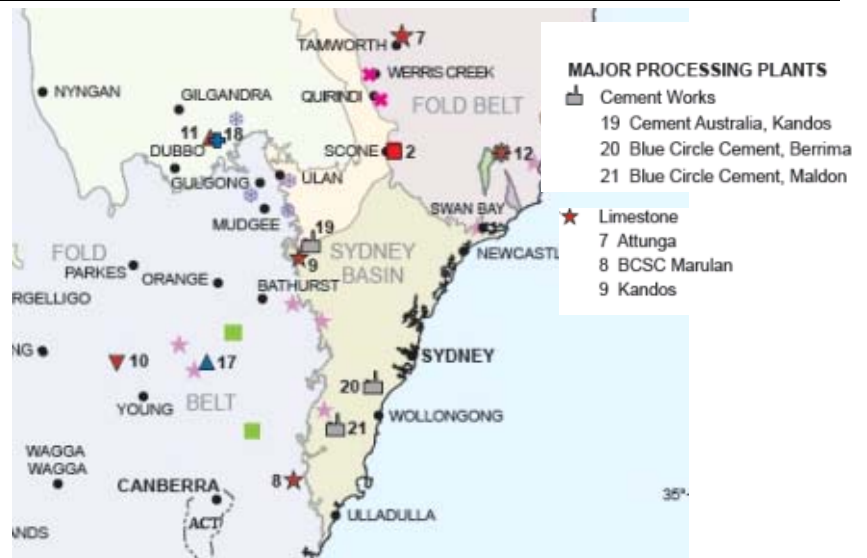 TAMWORTH 7
WERRIS CREEK
NYNGAN
GILGANDRA
QUIRINDI
FOLD BELT
11 18
DUBBO
SCONE 2
12
GULGONG
ULAN
MUDGEE
SWAN BAY
19
FOLD
SYDNEY
BASIN
NEWCASTL
PARKES
ORANGE
9
BATHURST
RGELLIGO
NG
10
17
SYDNEY
20
YOUNG
BELT
WOLLONGONG
21
WAGGA
WAGGA
CANBERRA
8
35°
ACT
ULLADULLA
NDS
MAJOR PROCESSING PLANTS
Cement Works
19 Cement Australia, Kandos
20 Blue Circle Cement, Berrima
21 Blue Circle Cement, Maldon
Limestone
7 Attunga
8 BCSC Marulan
9 Kandos